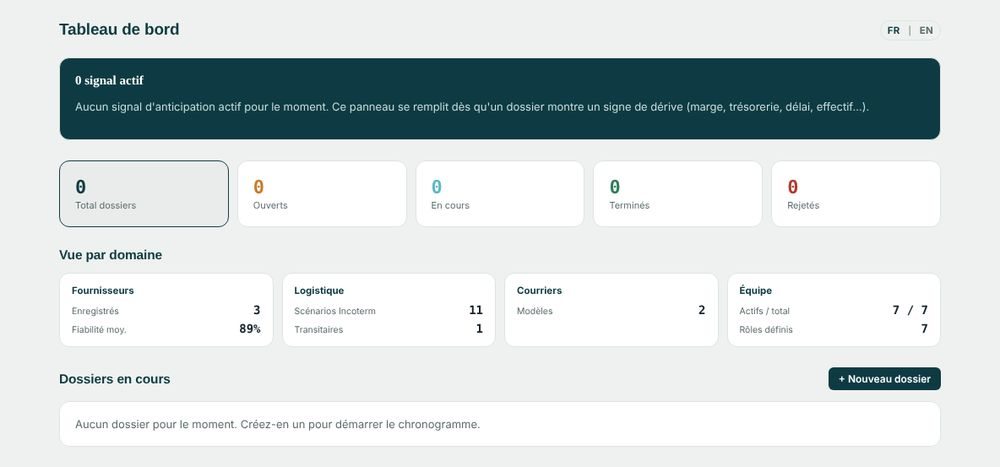 Tableau de bord
FR | EN
0 signal actif
Aucun signal d'anticipation actif pour le moment. Ce panneau se remplit dès qu'un dossier montre un signe de dérive (marge, trésorerie, délai, effectif…).
0
Total dossiers
0
Ouverts
0
En cours
0
Terminés
0
Rejetés
Vue par domaine
Fournisseurs
Enregistrés 3
Fiabilité moy. 89%
Logistique
Scénarios Incoterm 11
Transitaires 1
Courriers
Modèles 2
Équipe
Actifs / total 7 / 7
Rôles définis 7
Dossiers en cours
+ Nouveau dossier
Aucun dossier pour le moment. Créez-en un pour démarrer le chronogramme.